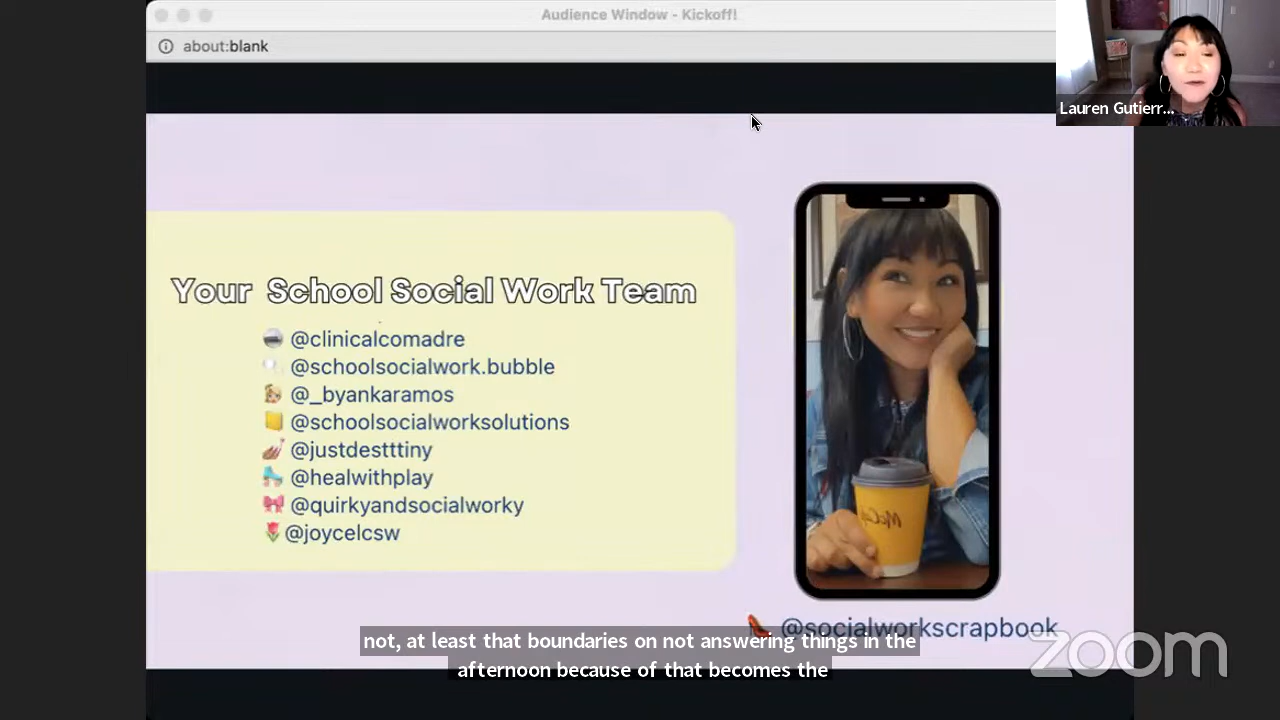 Audience Window - Kickoff!
about:blank
Lauren Gutierr...
Your School Social Work Team
@clinicalcomadre
@schoolsocialwork.bubble
@_byankaramos
@schoolsocialworksolutions
@justdestttiny
@healwithplay
@quirkyandsocialworky
@joycelcsw
McCafé
@socialworkscrapbook
not, at least that boundaries on not answering things in the
afternoon because of that becomes the
zoom